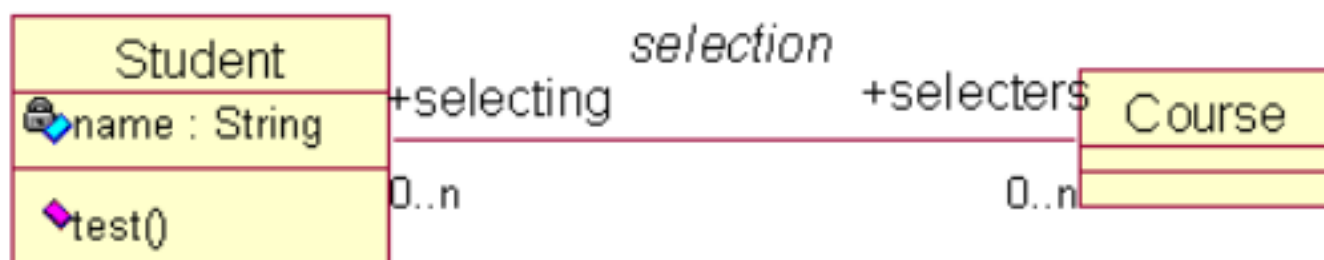 Student
name : String
test()
selection
+selecting
+selecters
0..n
0..n
Course